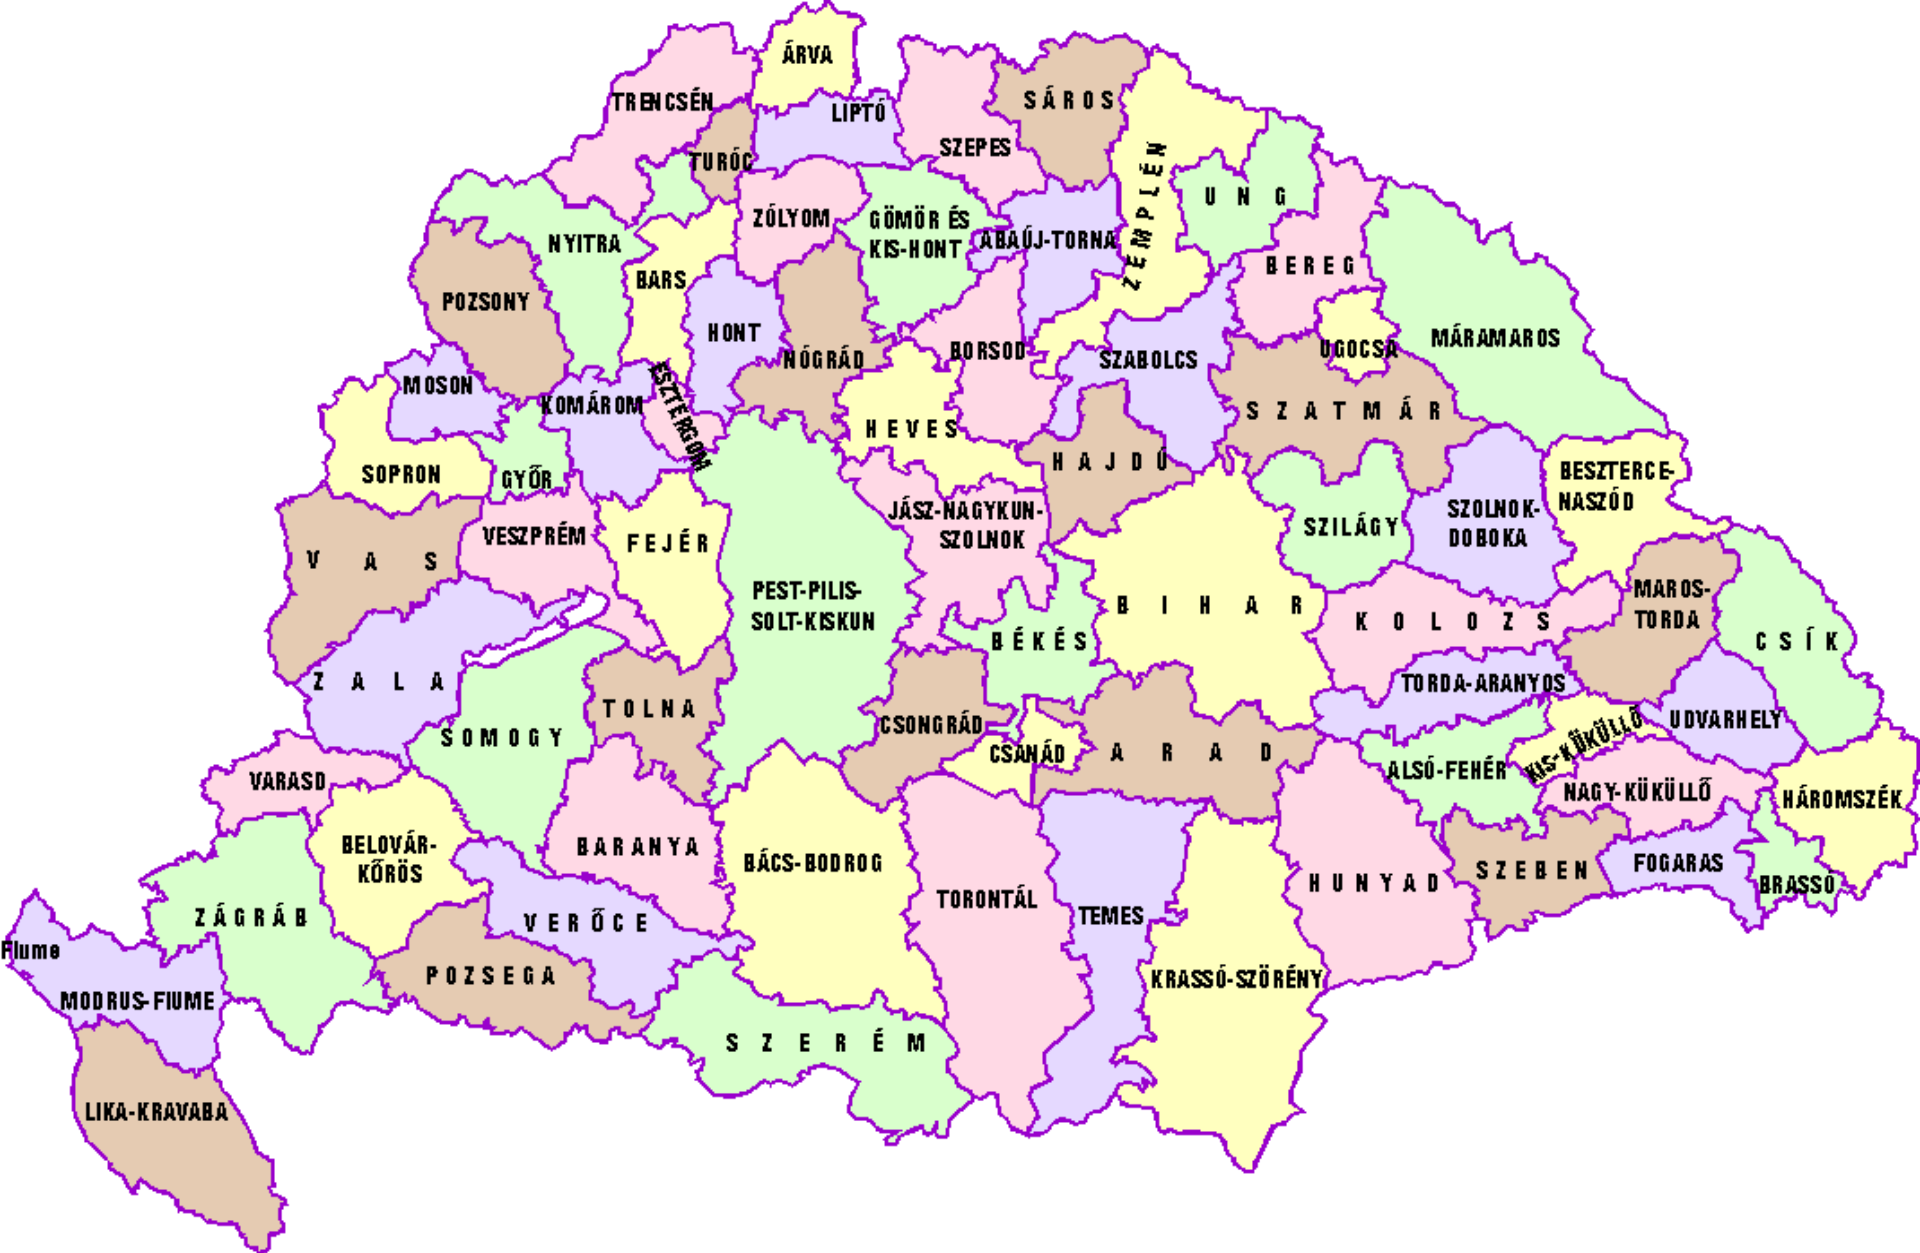 ÁRVA
TRENCSÉN
LIPTÓ
SZEPES
SÁROS
TURÓC
ZÓLYOM
GÖMÖR ÉS
KIS-HONT
ABAÚJ-TORNA
ZEMPLÉN
UNG
BEREG
NYITRA
BARS
POZSONY
HONT
NÓGRÁD
BORSOD
SZABOLCS
UGOCSA
MÁRAMAROS
MOSON
KOMÁROM
ESZTERGOM
HEVES
HAJDÚ
SZATMÁR
SOPRON
GYŐR
BESZTERCE-
NASZÓD
JÁSZ-NAGYKUN-
SZOLNOK
SZILÁGY
SZOLNOK-
DOBOKA
VAS
VESZPRÉM
FEJÉR
PEST-PILIS-
SOLT-KISKUN
BÉKÉS
BIHAR
KOLOZS
MAROS-
TORDA
CSÍK
ZALA
SOMOGY
TOLNA
CSONGRÁD
CSANÁD
ARAD
TORDA-ARANYOS
ALSÓ-FEHÉR
KIS-KÜKÜLLŐ
UDVARHELY
NAGY-KÜKÜLLŐ
HÁROMSZÉK
VARASD
BELOVÁR-
KŐRÖS
BARANYA
BÁCS-BODROG
TORONTÁL
TEMES
HUNYAD
SZEBEN
FOGARAS
BRASSÓ
ZÁGRÁB
VERŐCE
POZSEGA
KRASSÓ-SZÖRÉNY
Fiume
MODRUS-FIUME
SZERÉM
LIKA-KRAVABA